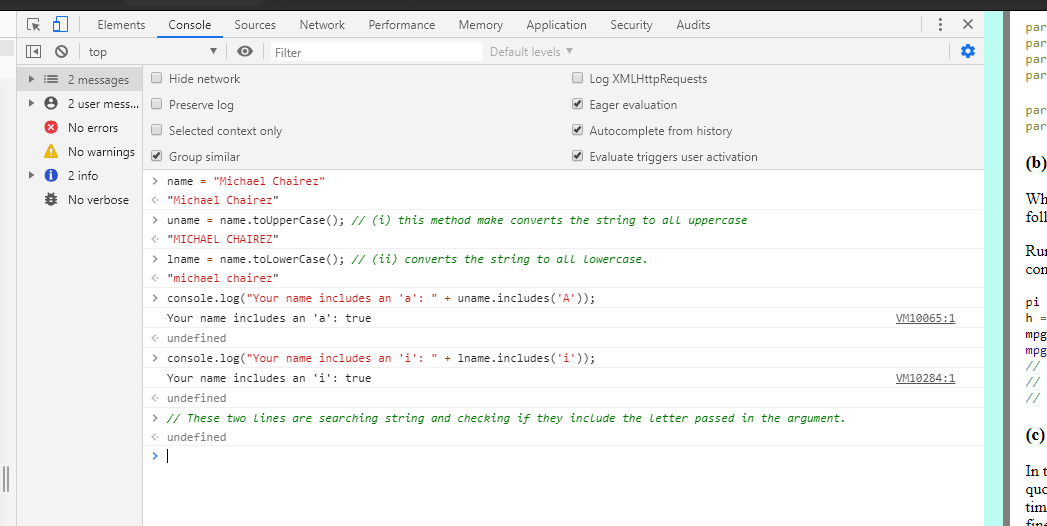 Elements Console Sources Network Performance Memory Application Security Audits
top Filter Default levels
2 messages
2 user mess...
No errors
No warnings
2 info
No verbose
Hide network Log XMLHttpRequests
Preserve log Eager evaluation
Selected context only Autocomplete from history
Group similar Evaluate triggers user activation
> name = "Michael Chairez"
"Michael Chairez"
> uname = name.toUpperCase(); // (i) this method make converts the string to all uppercase
"MICHAEL CHAIREZ"
> lname = name.toLowerCase(); // (ii) converts the string to all lowercase.
"michael chairez"
> console.log("Your name includes an 'a': " + uname.includes('A'));
Your name includes an 'a': true VM10065:1
undefined
> console.log("Your name includes an 'i': " + lname.includes('i'));
Your name includes an 'i': true VM10284:1
undefined
> // These two lines are searching string and checking if they include the letter passed in the argument.
undefined
>
par
par
par
par
par
par
(b)
Wh
foll
Run
con
pi
h =
mpg
mpg
//
//
//
(c)
In t
quo
tim
fine